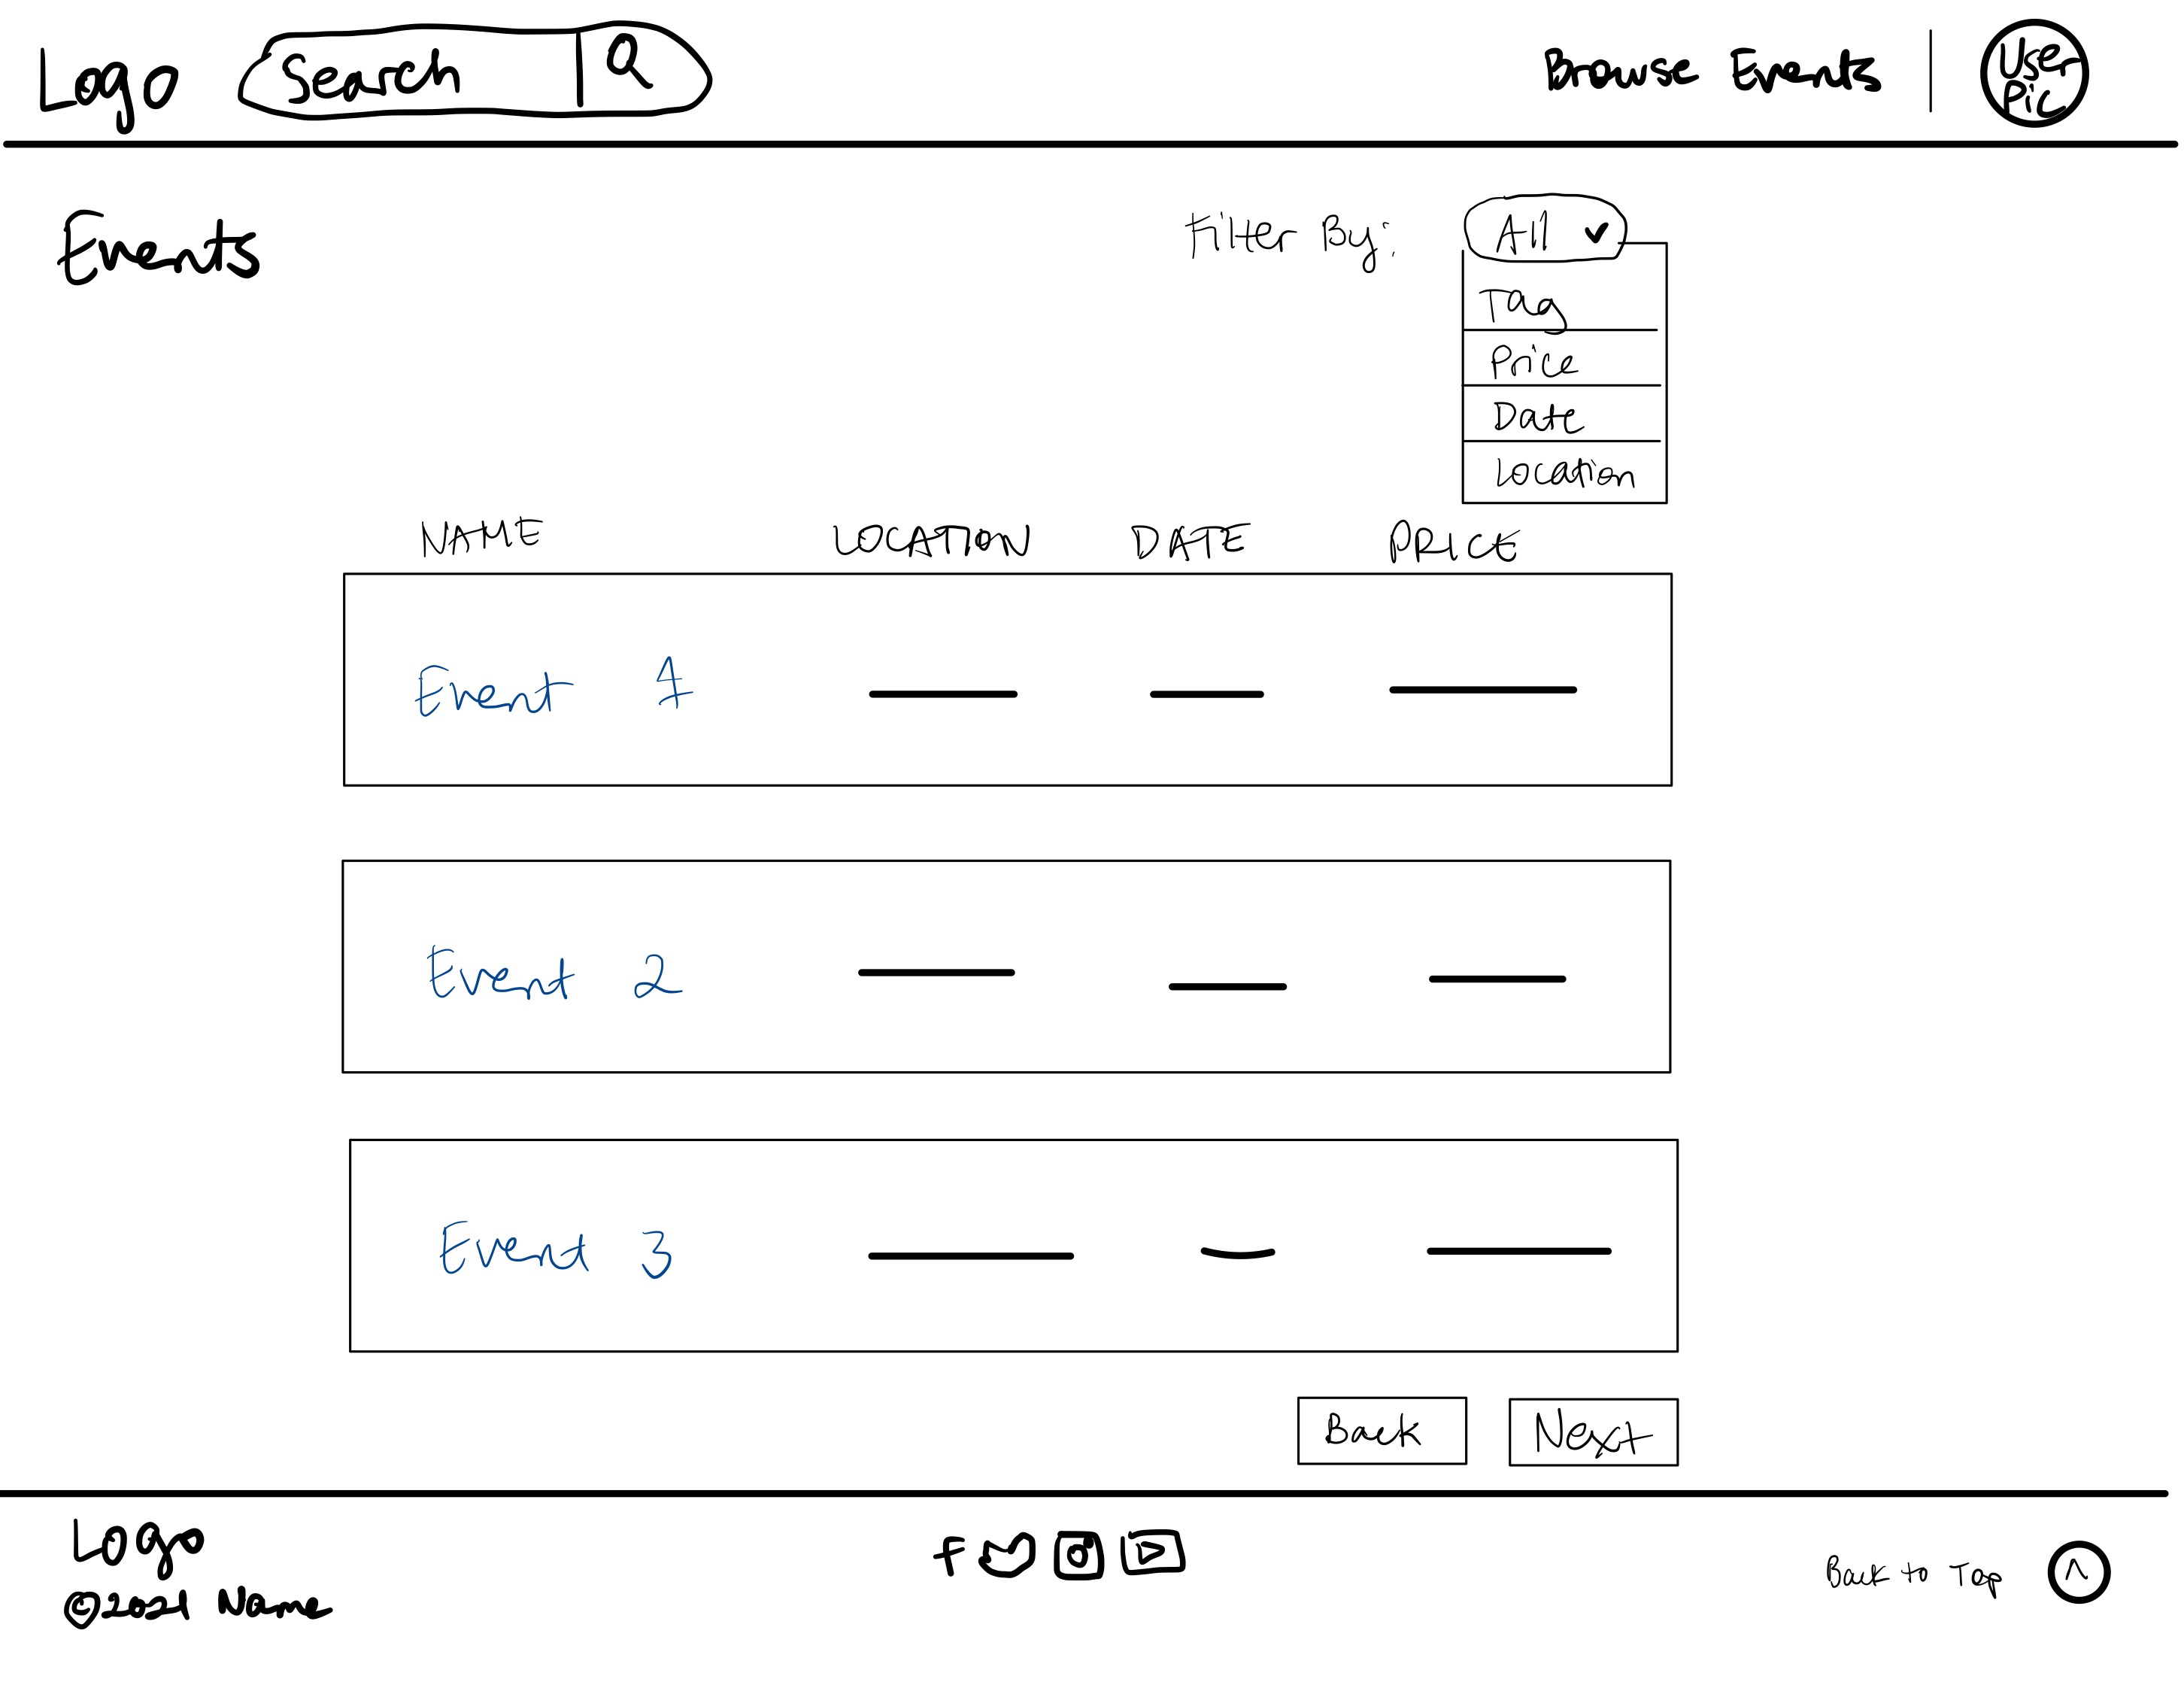 Logo Search Browse Events User Pic
Events Filter By: All
Tag
Price
Date
Location
NAME LOCATION DATE PRICE
Event 1
Event 2
Event 3
Back Next
Logo
@2021 Name
Back to Top